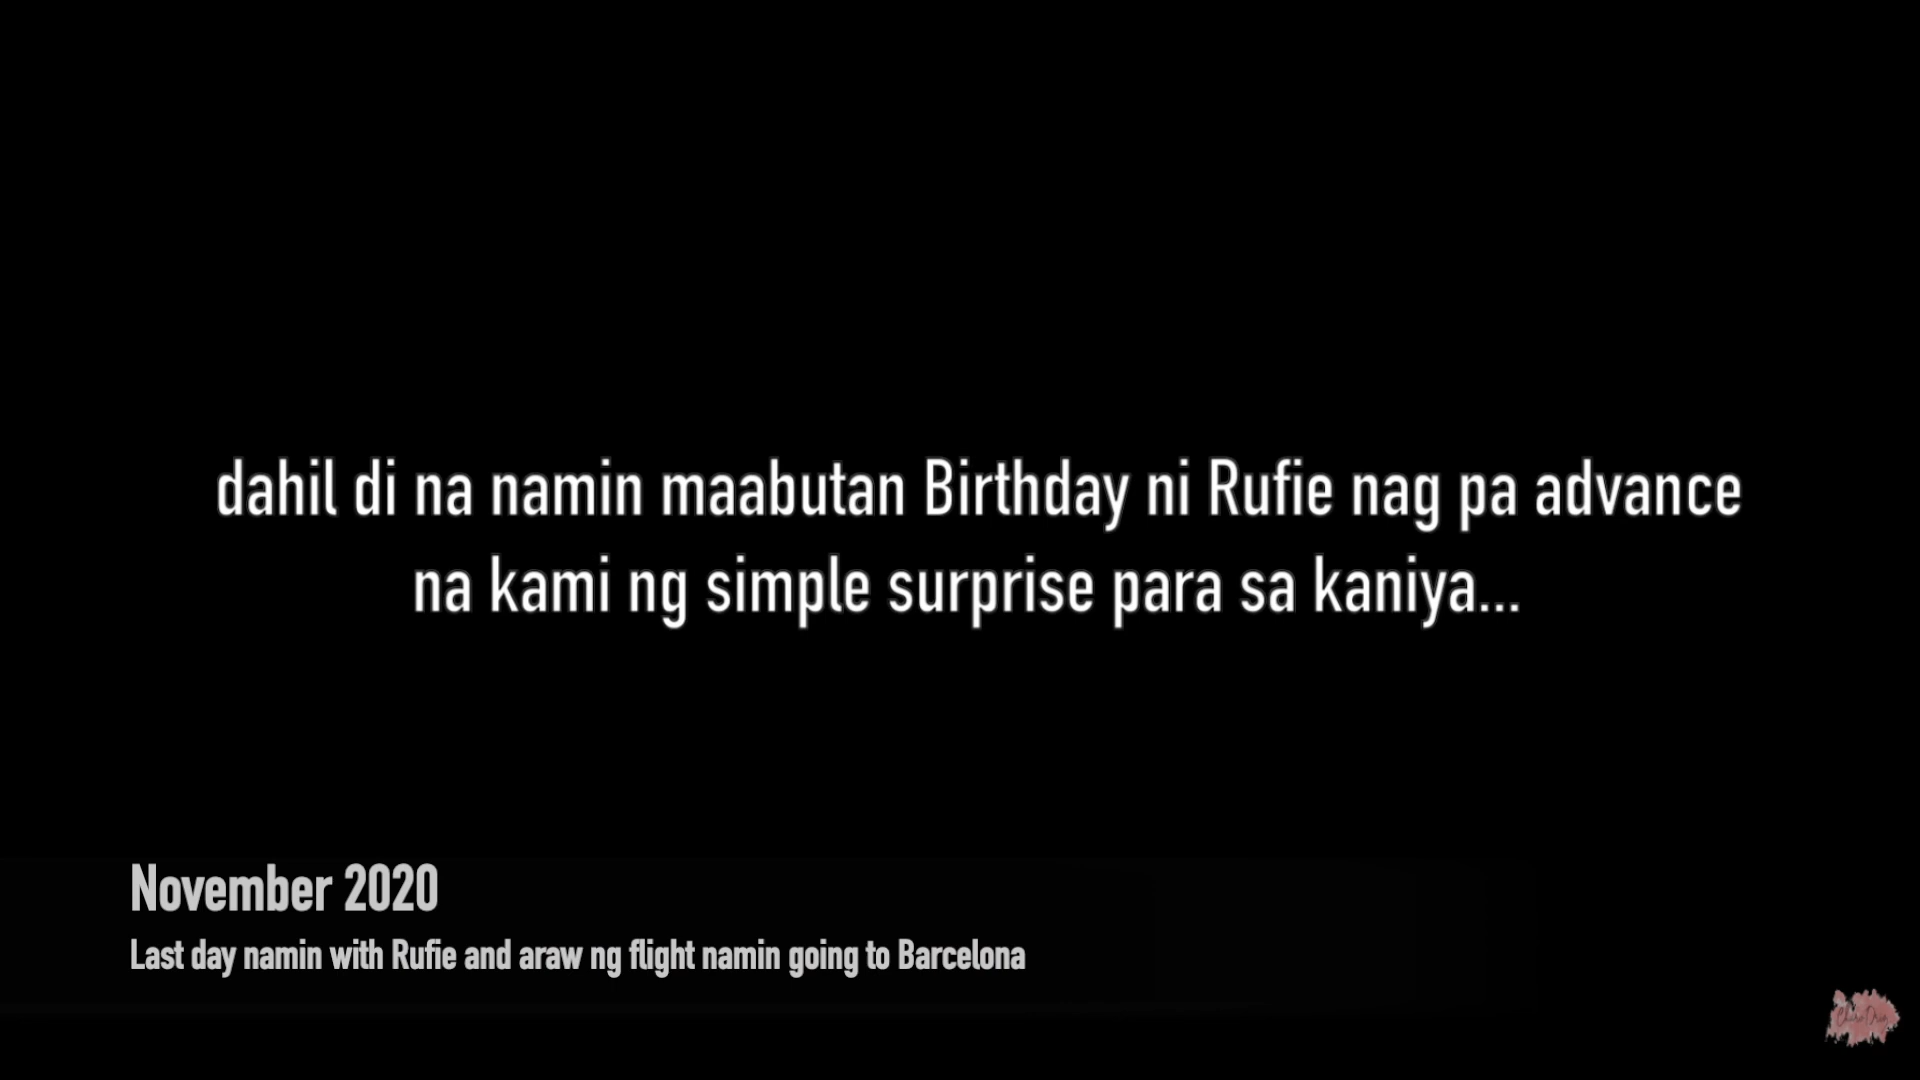 dahil di na namin maabutan Birthday ni Rufie nag pa advance
na kami ng simple surprise para sa kaniya...
November 2020
Last day namin with Rufie and araw ng flight namin going to Barcelona